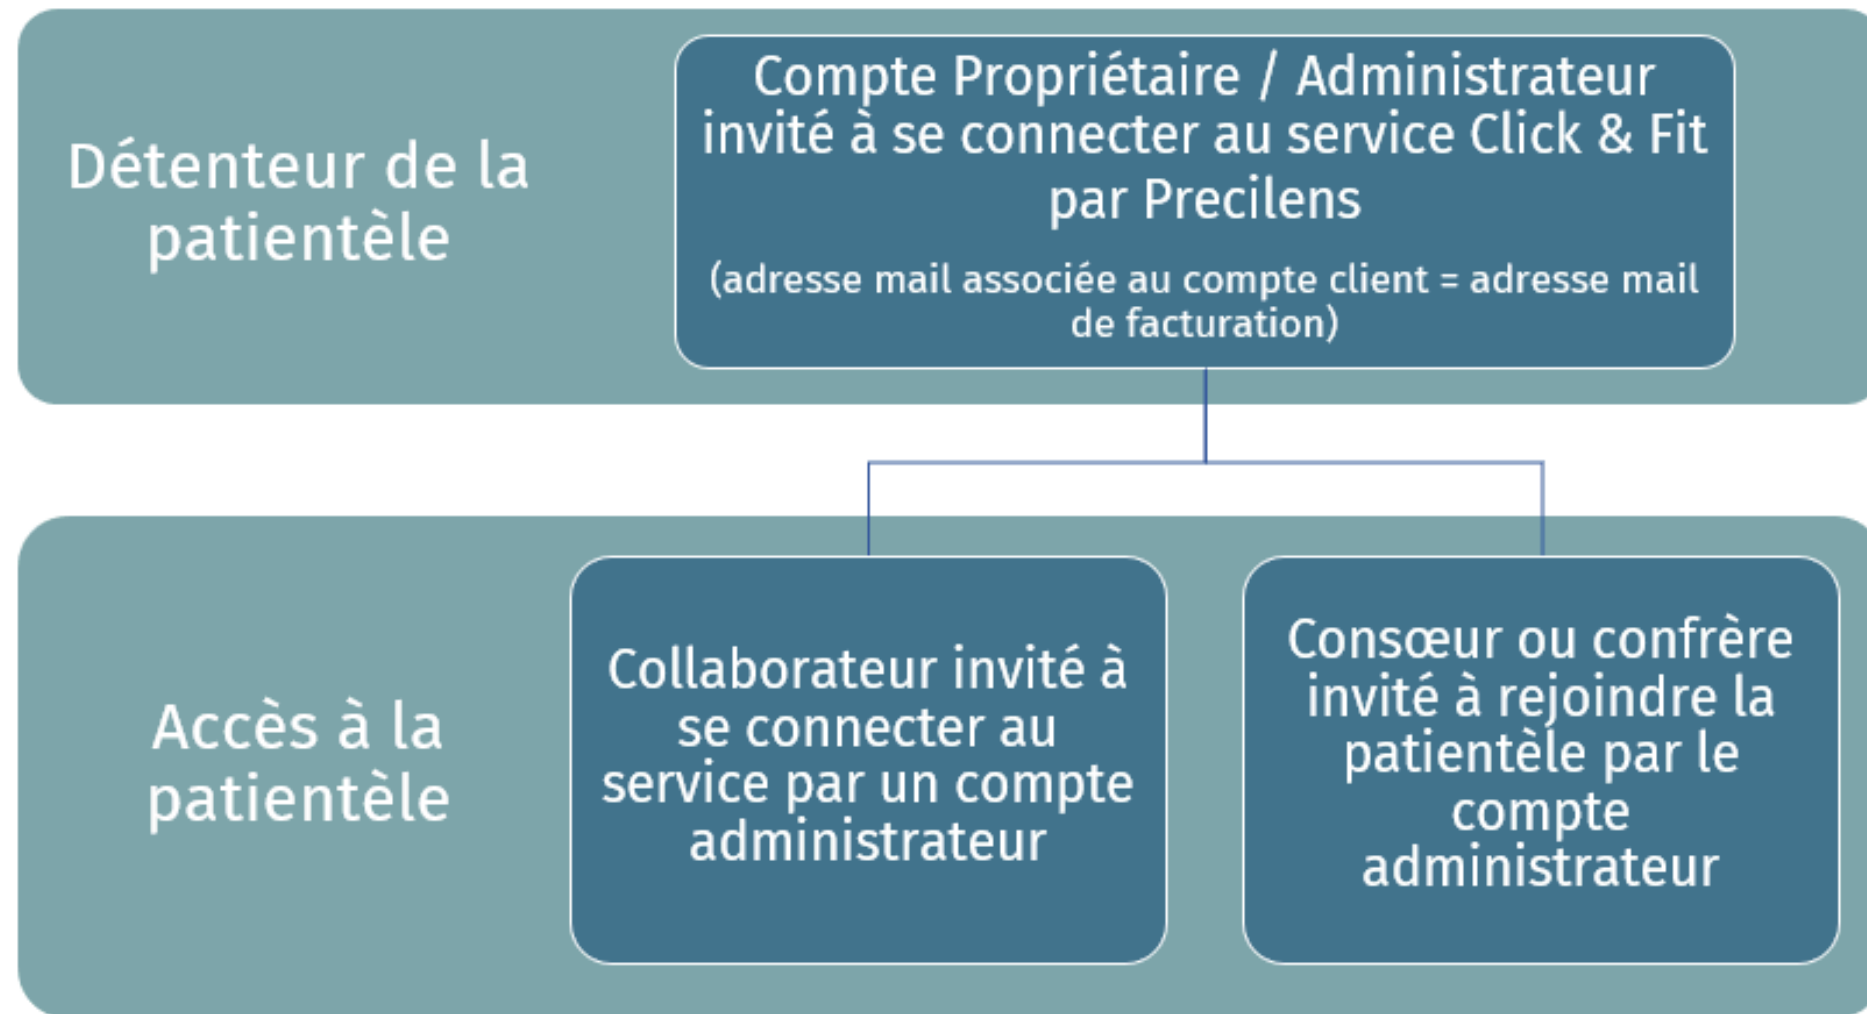 Détenteur de la
patientèle
Compte Propriétaire / Administrateur
invité à se connecter au service Click & Fit
par Precilens
(adresse mail associée au compte client = adresse mail
de facturation)
Accès à la
patientèle
Collaborateur invité à
se connecter au
service par un compte
administrateur
Consœur ou confrère
invité à rejoindre la
patientèle par le
compte
administrateur